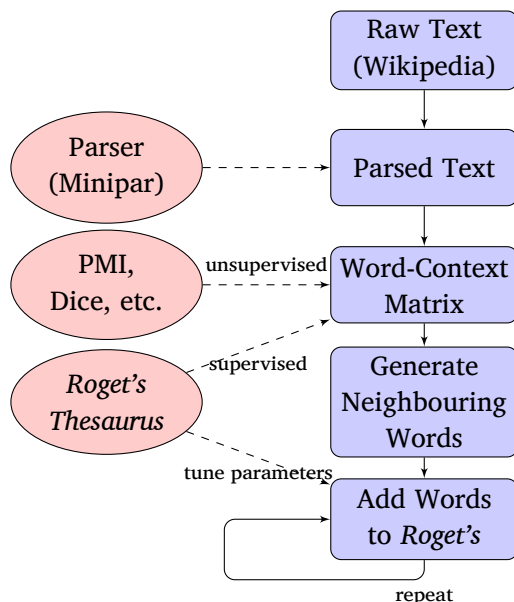 Raw Text
(Wikipedia)
Parser
(Minipar)
Parsed Text
PMI,
Dice, etc.
unsupervised
Word-Context
Matrix
Roget's
Thesaurus
supervised
Generate
Neighbouring
Words
tune parameters
Add Words
to Roget's
repeat